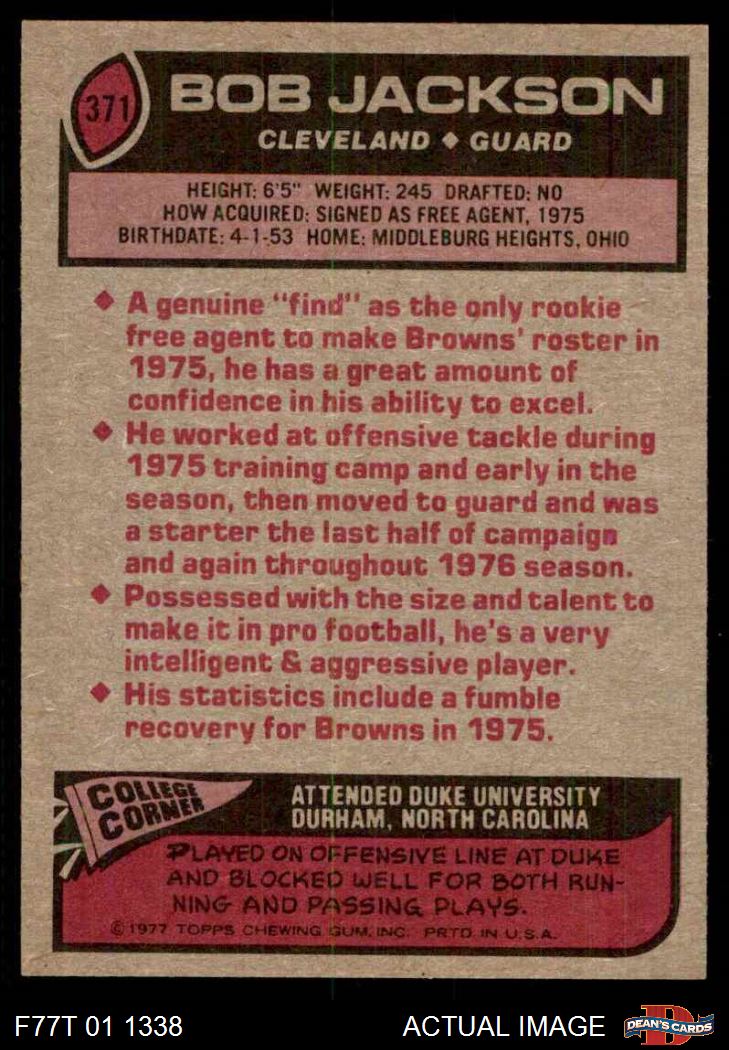 371
BOB JACKSON
CLEVELAND ◆ GUARD
HEIGHT: 6'5" WEIGHT: 245 DRAFTED: NO
HOW ACQUIRED: SIGNED AS FREE AGENT, 1975
BIRTHDATE: 4-1-53 HOME: MIDDLEBURG HEIGHTS, OHIO
◆ A genuine "find" as the only rookie
free agent to make Browns' roster in
1975, he has a great amount of
confidence in his ability to excel.
◆ He worked at offensive tackle during
1975 training camp and early in the
season, then moved to guard and was
a starter the last half of campaign
and again throughout 1976 season.
◆ Possessed with the size and talent to
make it in pro football, he's a very
intelligent & aggressive player.
◆ His statistics include a fumble
recovery for Browns in 1975.
COLLEGE
CORNER
ATTENDED DUKE UNIVERSITY
DURHAM, NORTH CAROLINA
PLAYED ON OFFENSIVE LINE AT DUKE
AND BLOCKED WELL FOR BOTH RUN-
NING AND PASSING PLAYS.
©1977 TOPPS CHEWING GUM, INC. PRTD. IN U.S.A.
F77T 01 1338
ACTUAL IMAGE
D
DEAN'S CARDS